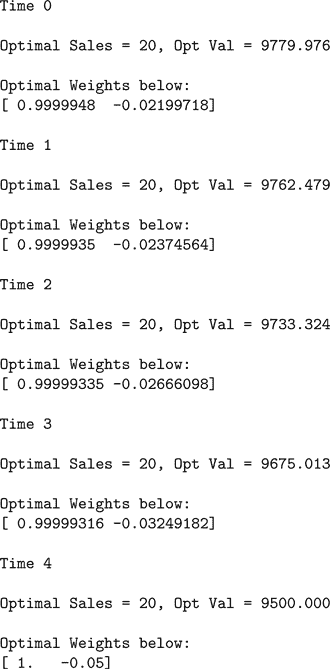 Time 0
Optimal Sales = 20, Opt Val = 9779.976
Optimal Weights below:
[ 0.9999948  -0.02199718]
Time 1
Optimal Sales = 20, Opt Val = 9762.479
Optimal Weights below:
[ 0.9999935  -0.02374564]
Time 2
Optimal Sales = 20, Opt Val = 9733.324
Optimal Weights below:
[ 0.99999335 -0.02666098]
Time 3
Optimal Sales = 20, Opt Val = 9675.013
Optimal Weights below:
[ 0.99999316 -0.03249182]
Time 4
Optimal Sales = 20, Opt Val = 9500.000
Optimal Weights below:
[ 1.   -0.05]